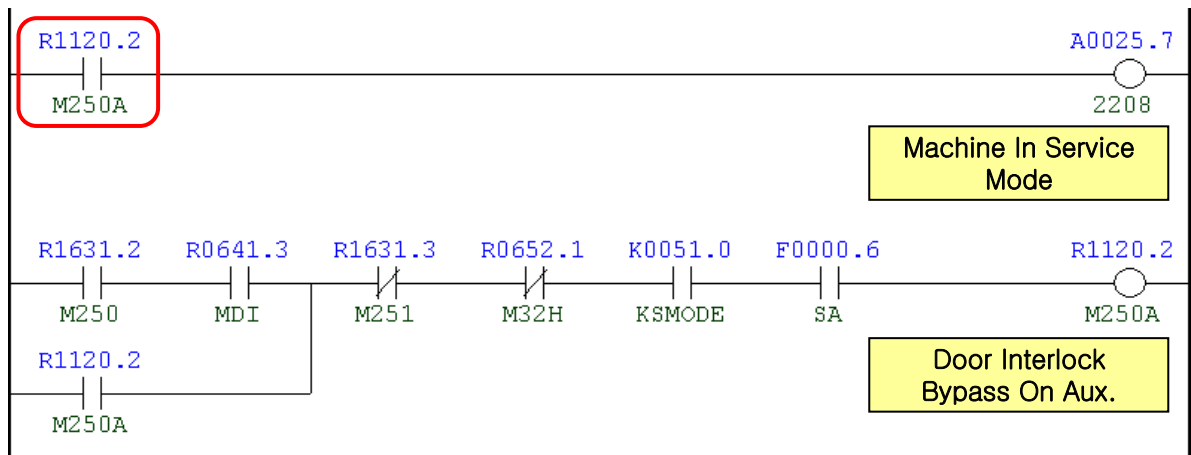 R1120.2 A0025.7
M250A 2208
Machine In Service
Mode
R1631.2 R0641.3 R1631.3 R0652.1 K0051.0 F0000.6 R1120.2
M250 MDI M251 M32H KSMODE SA M250A
R1120.2
M250A
Door Interlock
Bypass On Aux.